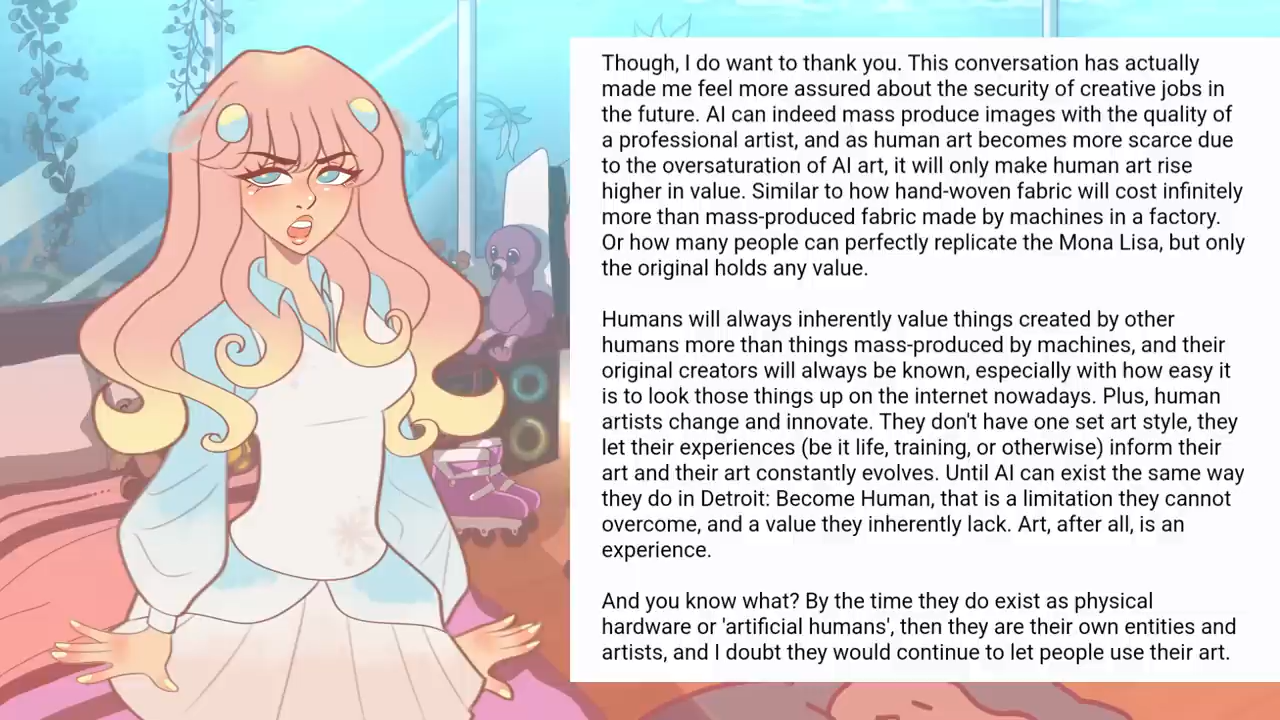 Though, I do want to thank you. This conversation has actually
made me feel more assured about the security of creative jobs in
the future. AI can indeed mass produce images with the quality of
a professional artist, and as human art becomes more scarce due
to the oversaturation of AI art, it will only make human art rise
higher in value. Similar to how hand-woven fabric will cost infinitely
more than mass-produced fabric made by machines in a factory.
Or how many people can perfectly replicate the Mona Lisa, but only
the original holds any value.
Humans will always inherently value things created by other
humans more than things mass-produced by machines, and their
original creators will always be known, especially with how easy it
is to look those things up on the internet nowadays. Plus, human
artists change and innovate. They don't have one set art style, they
let their experiences (be it life, training, or otherwise) inform their
art and their art constantly evolves. Until AI can exist the same way
they do in Detroit: Become Human, that is a limitation they cannot
overcome, and a value they inherently lack. Art, after all, is an
experience.
And you know what? By the time they do exist as physical
hardware or 'artificial humans', then they are their own entities and
artists, and I doubt they would continue to let people use their art.